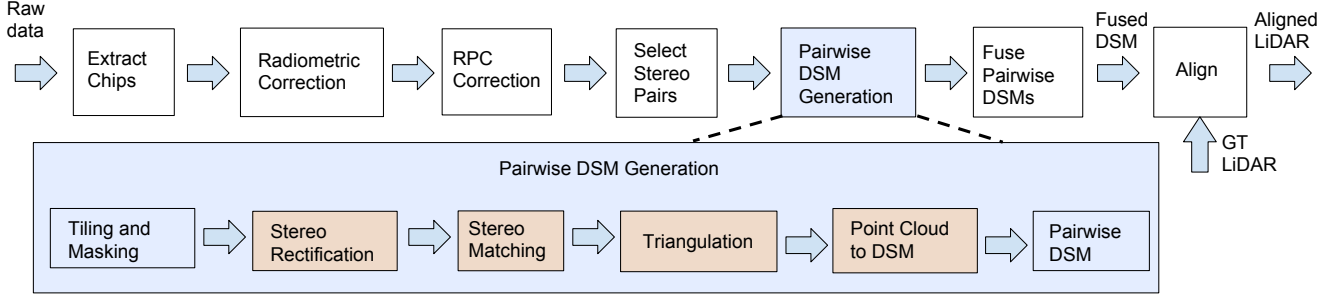 Raw
data
Extract
Chips
Radiometric
Correction
RPC
Correction
Select
Stereo
Pairs
Pairwise
DSM
Generation
Fuse
Pairwise
DSMs
Fused
DSM
Align
Aligned
LiDAR
GT
LiDAR
Pairwise DSM Generation
Tiling and
Masking
Stereo
Rectification
Stereo
Matching
Triangulation
Point Cloud
to DSM
Pairwise
DSM